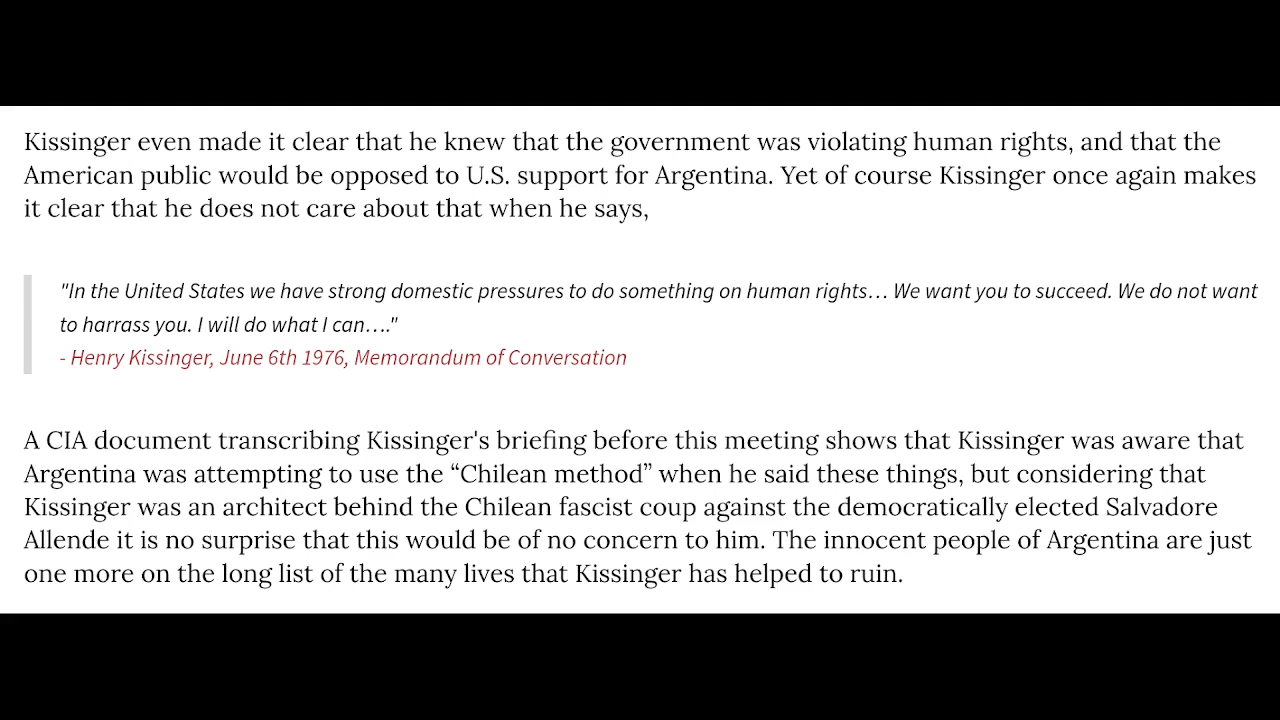 Kissinger even made it clear that he knew that the government was violating human rights, and that the
American public would be opposed to U.S. support for Argentina. Yet of course Kissinger once again makes
it clear that he does not care about that when he says,
"In the United States we have strong domestic pressures to do something on human rights… We want you to succeed. We do not want
to harrass you. I will do what I can…."
- Henry Kissinger, June 6th 1976, Memorandum of Conversation
A CIA document transcribing Kissinger's briefing before this meeting shows that Kissinger was aware that
Argentina was attempting to use the “Chilean method” when he said these things, but considering that
Kissinger was an architect behind the Chilean fascist coup against the democratically elected Salvadore
Allende it is no surprise that this would be of no concern to him. The innocent people of Argentina are just
one more on the long list of the many lives that Kissinger has helped to ruin.